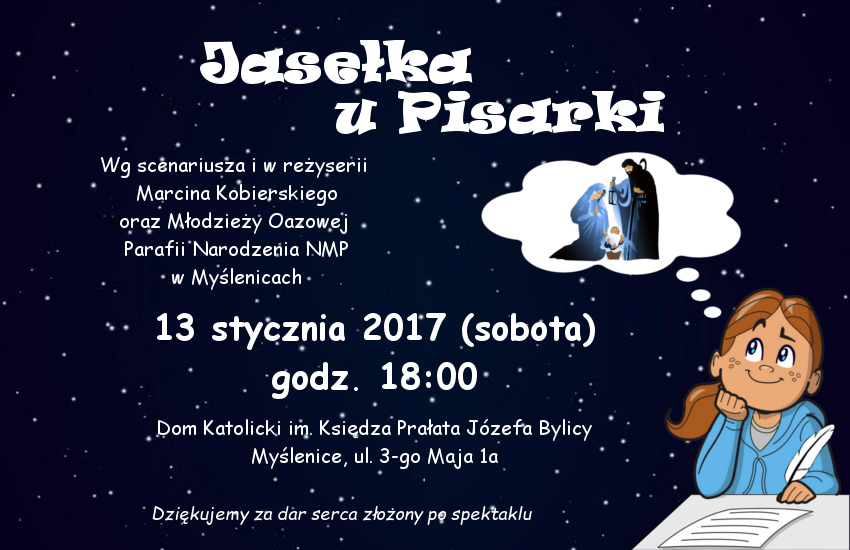 Jasełka
u Pisarki
Wg scenariusza i w reżyserii
Marcina Kobierskiego
oraz Młodzieży Oazowej
Parafii Narodzenia NMP
w Myślenicach
13 stycznia 2017 (sobota)
godz. 18:00
Dom Katolicki im. Księdza Prałata Józefa Bylicy
Myślenice, ul. 3-go Maja 1a
Dziękujemy za dar serca złożony po spektaklu